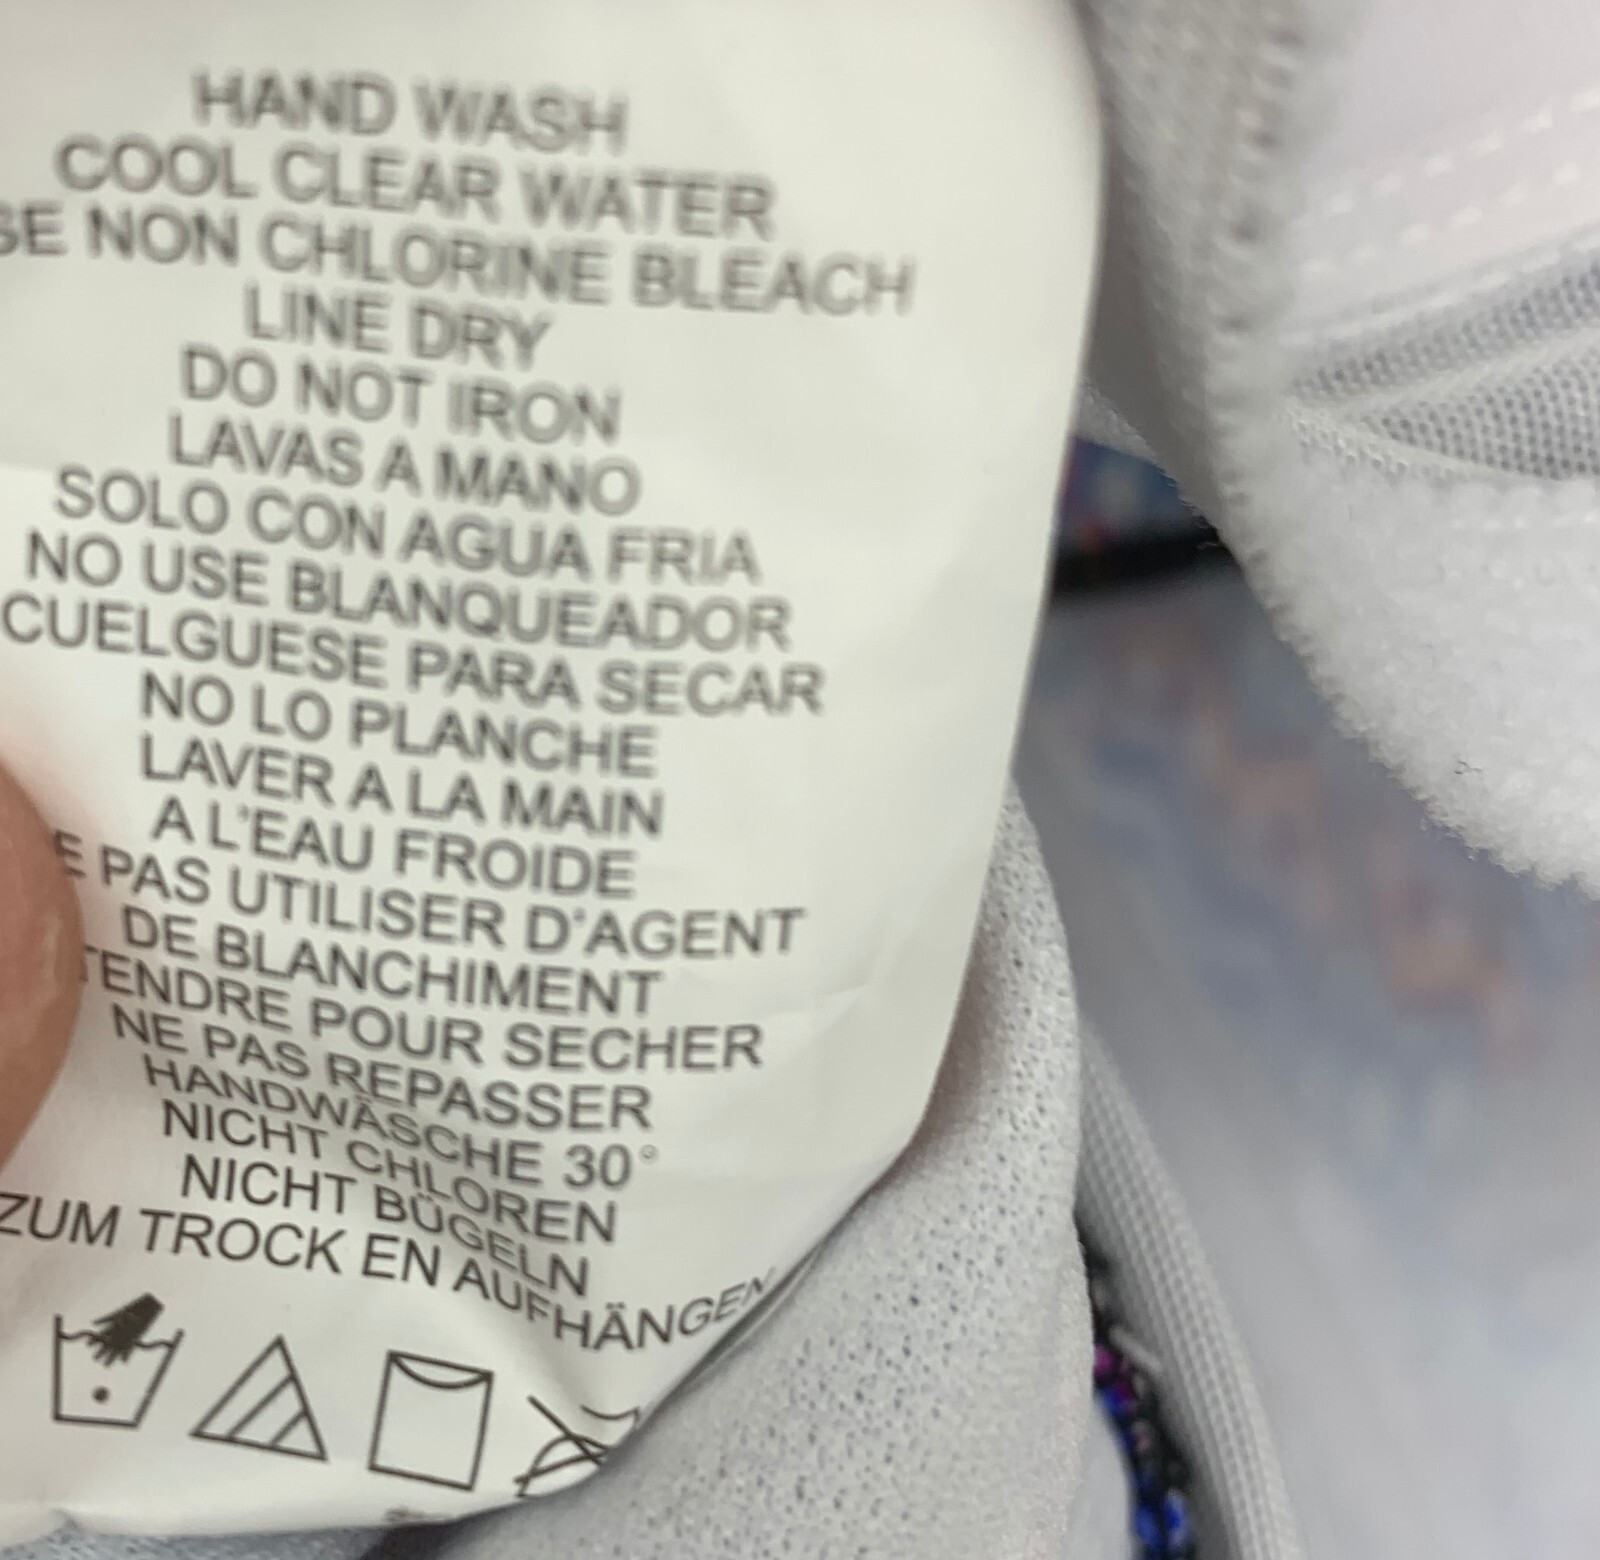 HAND WASH
COOL CLEAR WATER
SE NON CHLORINE BLEACH
LINE DRY
DO NOT IRON
LAVAS A MANO
SOLO CON AGUA FRIA
NO USE BLANQUEADOR
CUELGUESE PARA SECAR
NO LO PLANCHE
LAVER A LA MAIN
A L'EAU FROIDE
E PAS UTILISER D'AGENT
DE BLANCHIMENT
TENDRE POUR SECHER
NE PAS REPASSER
HANDWÄSCHE 30°
NICHT CHLOREN
NICHT BÜGELN
ZUM TROCK EN AUFHÄNGEN